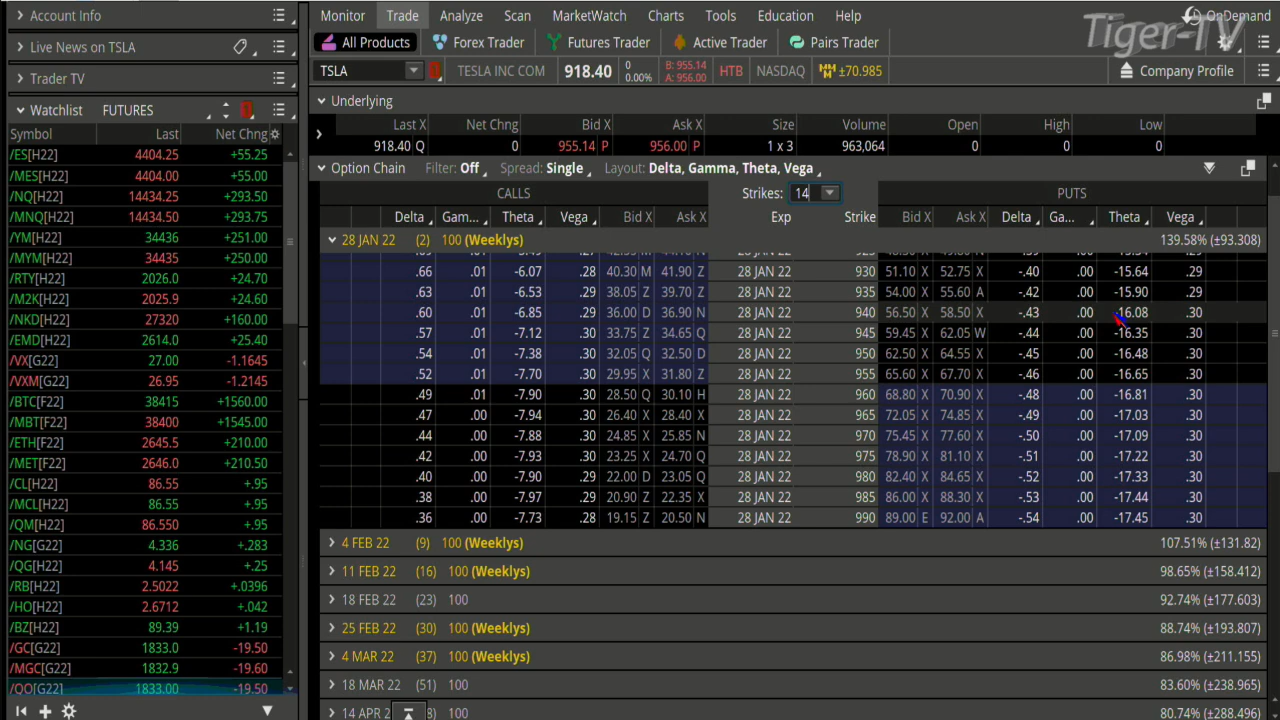 Account Info
Live News on TSLA
Trader TV
Watchlist FUTURES
Symbol Last Net Chng
/ES[H22] 4404.25 +55.25
/MES[H22] 4404.00 +55.00
/NQ[H22] 14434.25 +293.50
/MNQ[H22] 14434.50 +293.75
/YM[H22] 34436 +251.00
/MYM[H22] 34435 +250.00
/RTY[H22] 2026.0 +24.70
/M2K[H22] 2025.9 +24.60
/NKD[H22] 27320 +160.00
/EMD[H22] 2614.0 +25.40
/VX[G22] 27.00 -1.1645
/VXM[G22] 26.95 -1.2145
/BTC[F22] 38415 +1560.00
/MBT[F22] 38400 +1545.00
/ETH[F22] 2645.5 +210.00
/MET[F22] 2646.0 +210.50
/CL[H22] 86.55 +.95
/MCL[H22] 86.55 +.95
/QM[H22] 86.550 +.95
/NG[G22] 4.336 +.283
/QG[H22] 4.145 +.25
/RB[H22] 2.5022 +.0396
/HO[H22] 2.6712 +.042
/BZ[H22] 89.39 +1.19
/GC[G22] 1833.0 -19.50
/MGC[G22] 1832.9 -19.60
/QO[G22] 1833.00 -19.50
Monitor Trade Analyze Scan MarketWatch Charts Tools Education Help
Tiger-TV
OnDemand
All Products Forex Trader Futures Trader Active Trader Pairs Trader
TSLA TESLA INC COM 918.40 0 0.00% B: 955.14 A: 956.00 HTB NASDAQ ±70.985 Company Profile
Underlying
Last X Net Chng Bid X Ask X Size Volume Open High Low
918.40 Q 0 955.14 P 956.00 P 1 x 3 963,064 0 0 0
Option Chain Filter: Off Spread: Single Layout: Delta, Gamma, Theta, Vega
CALLS Strikes: 14 PUTS
Delta Gam... Theta Vega Bid X Ask X Exp Strike Bid X Ask X Delta Ga... Theta Vega
28 JAN 22 (2) 100 (Weeklys) 139.58% (±93.308)
.66 .01 -6.07 .28 40.30 M 41.90 Z 28 JAN 22 930 51.10 X 52.75 X -.40 .00 -15.64 .29
.63 .01 -6.53 .29 38.05 Z 39.70 Z 28 JAN 22 935 54.00 X 55.60 A -.42 .00 -15.90 .29
.60 .01 -6.85 .29 36.00 D 36.90 N 28 JAN 22 940 56.50 X 58.50 X -.43 .00 -16.08 .30
.57 .01 -7.12 .30 33.75 Z 34.65 Q 28 JAN 22 945 59.45 X 62.05 W -.44 .00 -16.35 .30
.54 .01 -7.38 .30 32.05 Q 32.50 D 28 JAN 22 950 62.50 X 64.55 X -.45 .00 -16.48 .30
.52 .01 -7.70 .30 29.95 X 31.80 Z 28 JAN 22 955 65.60 X 67.70 X -.46 .00 -16.65 .30
.49 .01 -7.90 .30 28.50 Q 30.10 H 28 JAN 22 960 68.80 X 70.90 X -.48 .00 -16.81 .30
.47 .01 -7.94 .30 26.40 X 28.40 X 28 JAN 22 965 72.05 X 74.85 X -.49 .00 -17.03 .30
.44 .00 -7.88 .30 24.85 X 25.85 N 28 JAN 22 970 75.45 X 77.60 X -.50 .00 -17.09 .30
.42 .00 -7.93 .30 23.25 X 24.70 Q 28 JAN 22 975 78.90 X 81.10 X -.51 .00 -17.22 .30
.40 .00 -7.97 .29 22.00 D 23.05 Q 28 JAN 22 980 82.40 X 84.65 X -.52 .00 -17.33 .30
.38 .00 -7.97 .29 20.90 Z 22.35 X 28 JAN 22 985 86.00 X 88.30 X -.53 .00 -17.44 .30
.36 .00 -7.73 .28 19.15 Z 20.50 N 28 JAN 22 990 89.00 E 92.00 A -.54 .00 -17.45 .30
4 FEB 22 (9) 100 (Weeklys) 107.51% (±131.82)
11 FEB 22 (16) 100 (Weeklys) 98.65% (±158.412)
18 FEB 22 (23) 100 92.74% (±177.603)
25 FEB 22 (30) 100 (Weeklys) 88.74% (±193.807)
4 MAR 22 (37) 100 (Weeklys) 86.98% (±211.155)
18 MAR 22 (51) 100 83.60% (±238.965)
14 APR 2 8) 100 80.74% (±288.496)